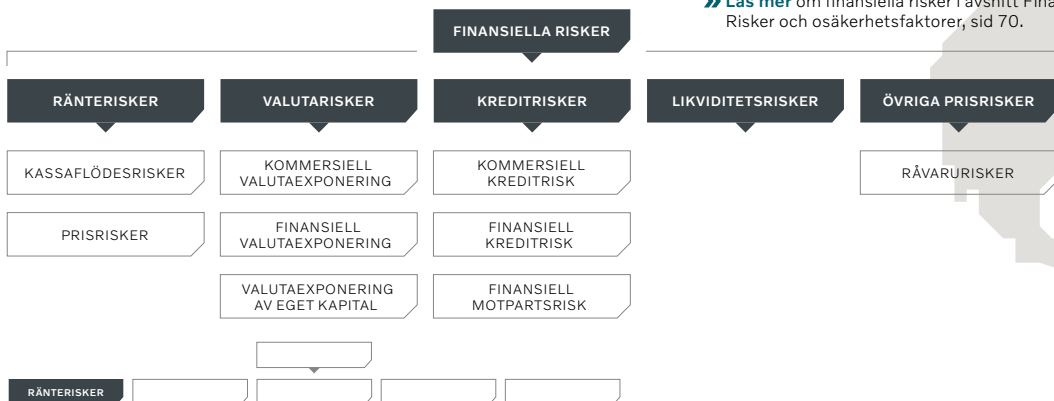 » Läs mer om finansiella risker i avsnitt Fina
Risker och osäkerhetsfaktorer, sid 70.
FINANSIELLA RISKER
RÄNTERISKER
VALUTARISKER
KREDITRISKER
LIKVIDITETSRISKER
ÖVRIGA PRISRISKER
KASSAFLÖDESRISKER
KOMMERSIELL
VALUTAEXPONERING
KOMMERSIELL
KREDITRISK
RÅVARURISKER
PRISRISKER
FINANSIELL
VALUTAEXPONERING
FINANSIELL
KREDITRISK
VALUTAEXPONERING
AV EGET KAPITAL
FINANSIELL
MOTPARTSRISK
RÄNTERISKER